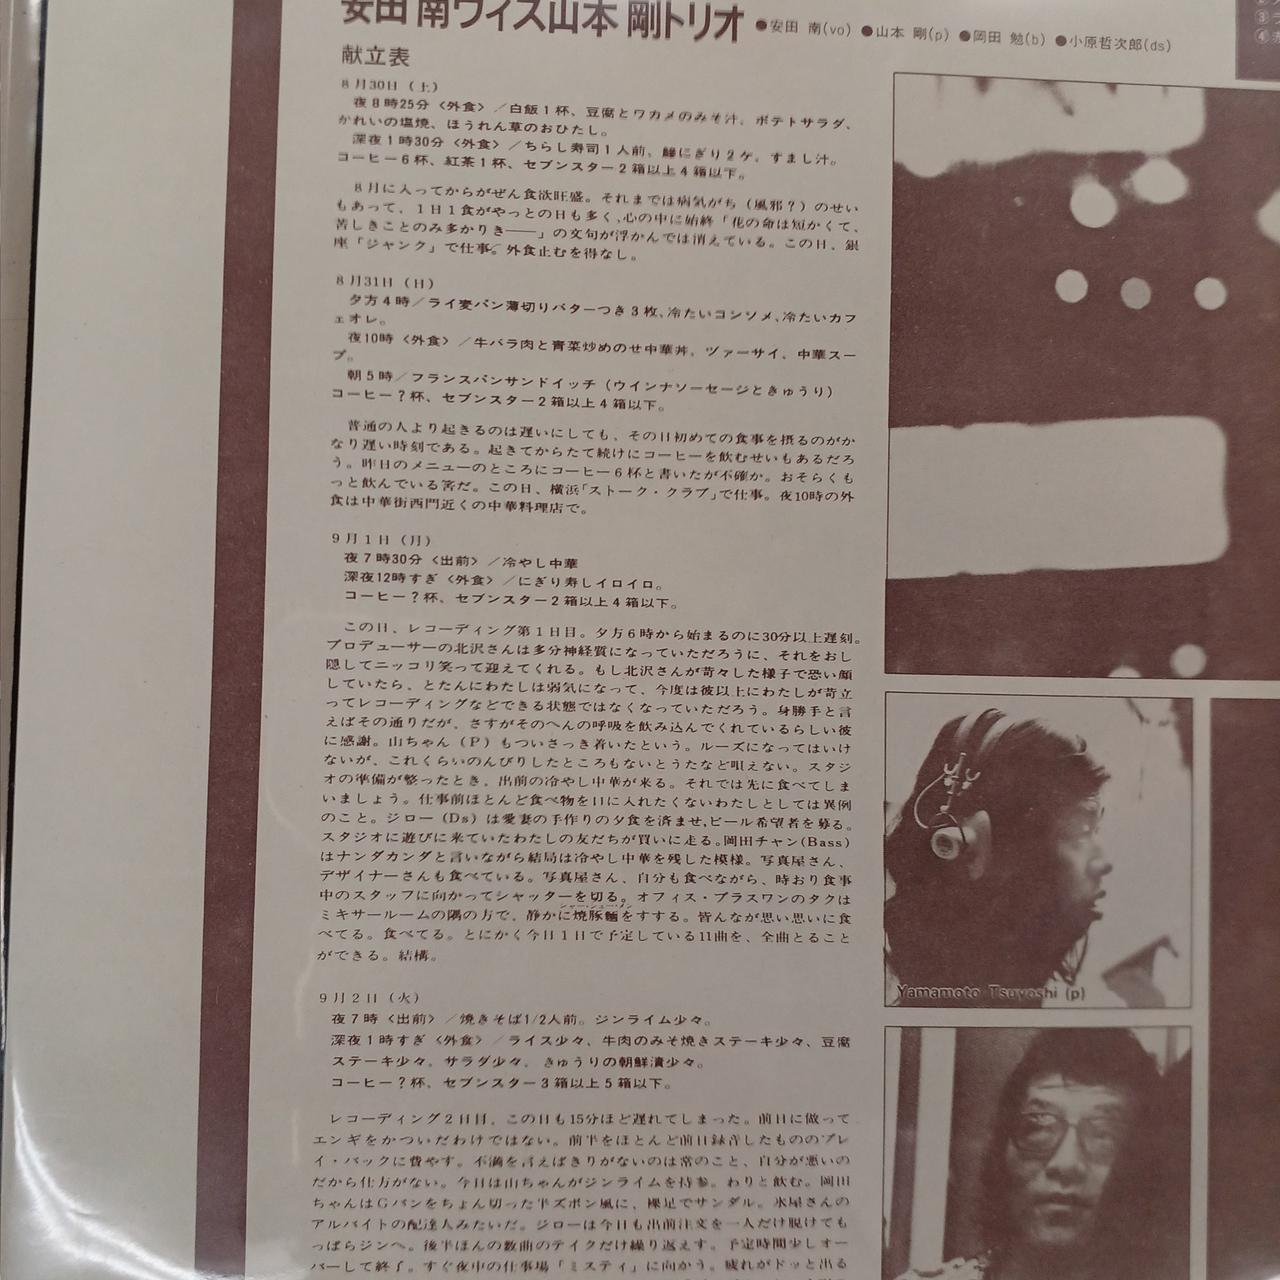 安田 南ウィズ山本 剛トリオ ●安田 南(vo) ●山本 剛(p) ●岡田 勉(b) ●小原哲次郎(ds)
献立表
8月30日（土）
夜8時25分〈外食〉／白飯1杯、豆腐とワカメのみそ汁、ポテトサラダ、
かれいの塩焼、ほうれん草のおひたし。
深夜1時30分〈外食〉／ちらし寿司1人前、鰺にぎり2ケ、すまし汁。
コーヒー6杯、紅茶1杯、セブンスター2箱以上4箱以下。
8月に入ってからがぜん食欲旺盛。それまでは病気がち（風邪？）のせい
もあって、1日1食がやっとの日も多く、心の中に始終「花の命は短かくて、
苦しきことのみ多かりき――」の文句が浮かんでは消えている。この日、銀
座「ジャンク」で仕事。外食止むを得なし。
8月31日（日）
夕方4時／ライ麦パン薄切りバターつき3枚、冷たいコンソメ、冷たいカフ
ェオレ。
夜10時〈外食〉／牛バラ肉と青菜炒めのせ中華丼、ツァーサイ、中華スー
プ。
朝5時／フランスパンサンドイッチ（ウインナソーセージときゅうり）
コーヒー？杯、セブンスター2箱以上4箱以下。
普通の人より起きるのは遅いにしても、その日初めての食事を摂るのがか
なり遅い時刻である。起きてからたて続けにコーヒーを飲むせいもあるだろ
う。昨日のメニューのところにコーヒー6杯と書いたが不確か。おそらくも
っと飲んでいる筈だ。この日、横浜「ストーク・クラブ」で仕事。夜10時の外
食は中華街西門近くの中華料理店で。
9月1日（月）
夜7時30分〈出前〉／冷やし中華
深夜12時すぎ〈外食〉／にぎり寿しイロイロ。
コーヒー？杯、セブンスター2箱以上4箱以下。
この日、レコーディング第1日目。夕方6時から始まるのに30分以上遅刻。
プロデューサーの北沢さんは多分神経質になっていただろうに、それをおし
隠してニッコリ笑って迎えてくれる。もし北沢さんが苛々した様子で恐い顔
していたら、とたんにわたしは弱気になって、今度は彼以上にわたしが苛立
ってレコーディングなどできる状態ではなくなっていただろう。身勝手と言
えばその通りだが、さすがそのへんの呼吸を飲み込んでくれているらしい彼
に感謝。山ちゃん（P）もついさっき着いたという。ルーズになってはいけ
ないが、これくらいのんびりしたところもないとうたなど唄えない。スタジ
オの準備が整ったとき、出前の冷やし中華が来る。それでは先に食べてしま
いましょう。仕事前ほとんど食べ物を口に入れたくないわたしとしては異例
のこと。ジロー（Ds）は愛妻の手作りの夕食を済ませ、ビール希望者を募る。
スタジオに遊びに来ていたわたしの友だちが買いに走る。岡田チャン(Bass)
はナンダカンダと言いながら結局は冷やし中華を残した模様。写真屋さん、
デザイナーさんも食べている。写真屋さん、自分も食べながら、時おり食事
中のスタッフに向かってシャッターを切る。オフィス・プラスワンのタクは
ミキサールームの隅の方で、静かに焼豚麺をすする。皆んなが思い思いに食
べてる。食べてる。とにかく今日1日で予定している11曲を、全曲とること
ができる。結構。
9月2日（火）
夜7時〈出前〉／焼きそば1/2人前。ジンライム少々。
深夜1時すぎ〈外食〉／ライス少々、牛肉のみそ焼きステーキ少々、豆腐
ステーキ少々、サラダ少々、きゅうりの朝鮮漬少々。
コーヒー？杯、セブンスター3箱以上5箱以下。
レコーディング2日目。この日も15分ほど遅れてしまった。前日に倣って
エンギをかついだわけではない。前半をほとんど前日録音したもののプレ
イ・バックに費やす。不満を言えばきりがないのは常のこと、自分が悪いの
だから仕方がない。今日は山ちゃんがジンライムを持参。わりと飲む。岡田
ちゃんはGパンをちょん切った半ズボン風に、裸足でサンダル。氷屋さんの
アルバイトの配達人みたいだ。ジローは今日も出前注文を一人だけ脱けても
っぱらジンへ。後半ほんの数曲のテイクだけ繰り返えす。予定時間少しオー
バーして終了。すぐ夜中の仕事場「ミスティ」に向かう。疲れがドッと出る
Yamamoto Tsuyoshi (p)